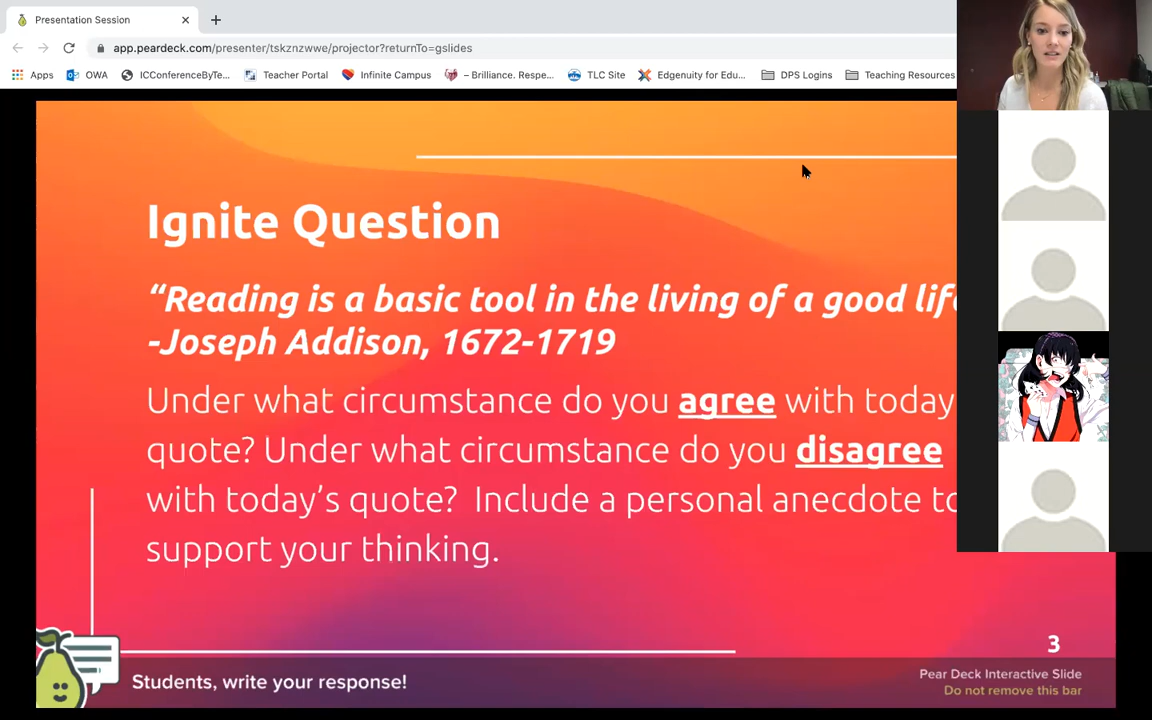 Presentation Session
app.peardeck.com/presenter/tskznzwwe/projector?returnTo=gslides
Apps OWA ICConferenceByTe... Teacher Portal Infinite Campus – Brilliance. Respe... TLC Site Edgenuity for Edu... DPS Logins Teaching Resources
Ignite Question
“Reading is a basic tool in the living of a good life
-Joseph Addison, 1672-1719
Under what circumstance do you agree with today
quote? Under what circumstance do you disagree
with today’s quote? Include a personal anecdote to
support your thinking.
3
Students, write your response!
Pear Deck Interactive Slide
Do not remove this bar